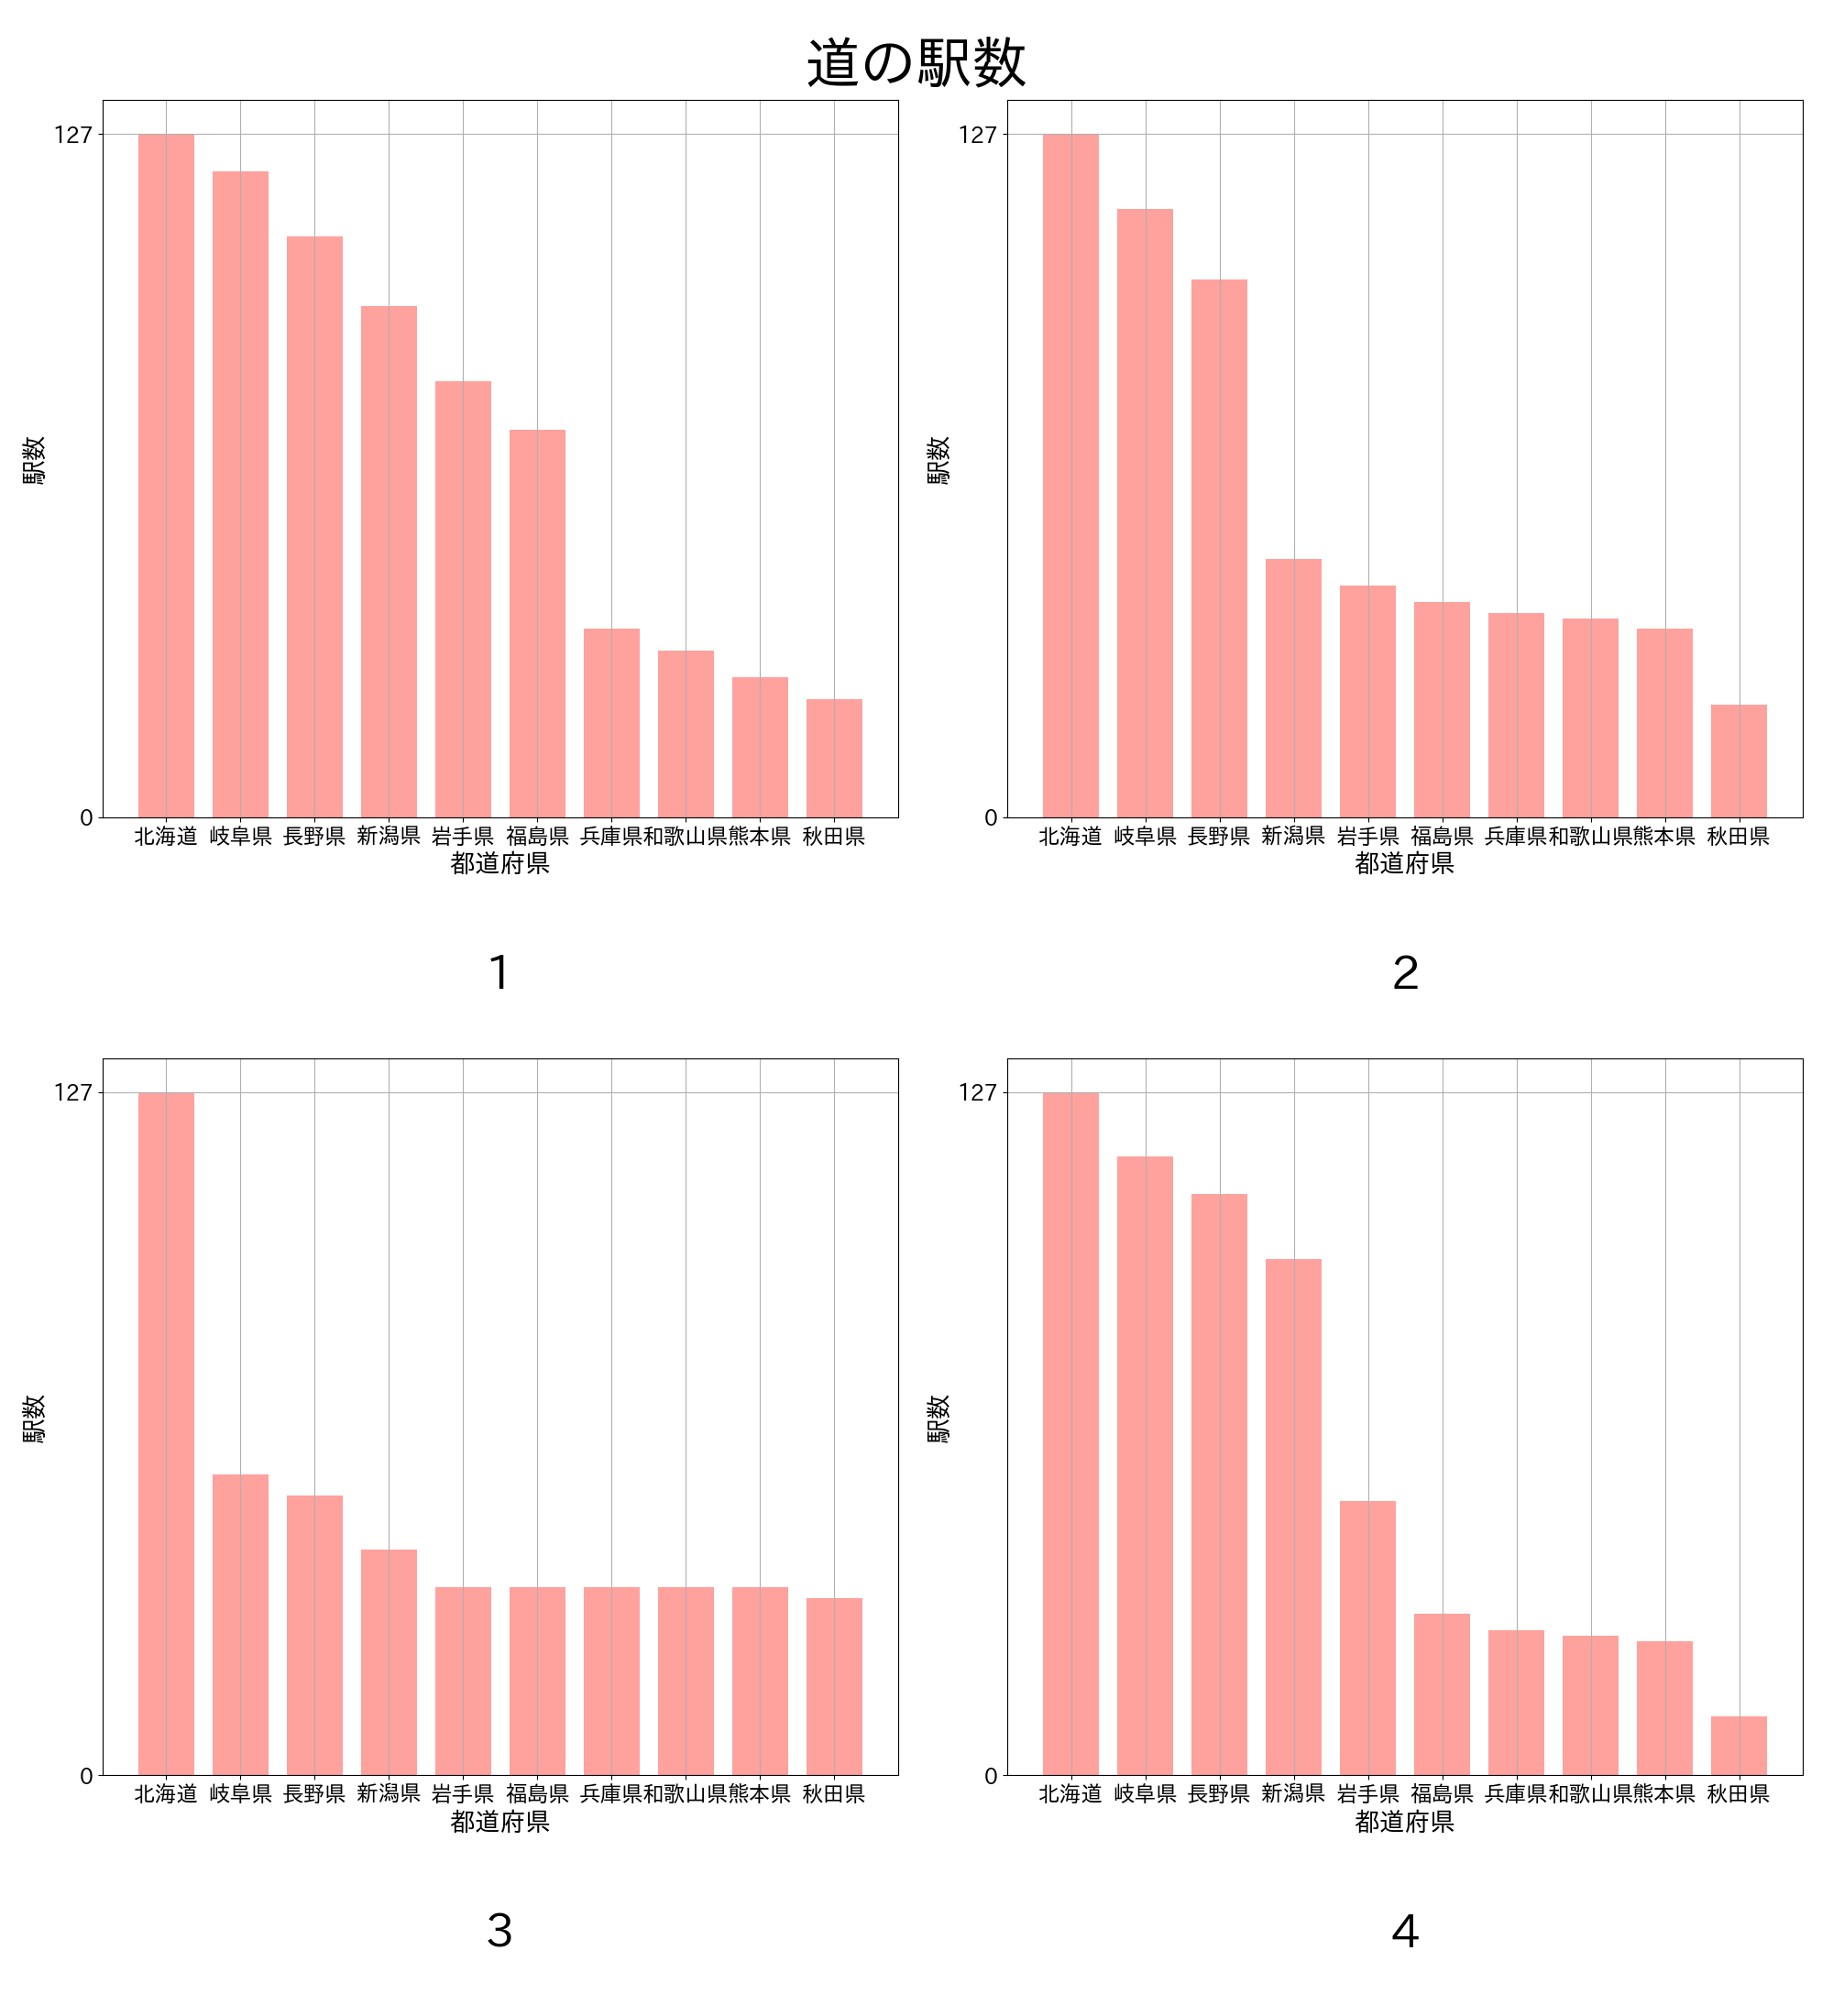 道の駅数
127
0
駅数
北海道 岐阜県 長野県 新潟県 岩手県 福島県 兵庫県 和歌山県 熊本県 秋田県
都道府県
1
127
0
駅数
北海道 岐阜県 長野県 新潟県 岩手県 福島県 兵庫県 和歌山県 熊本県 秋田県
都道府県
2
127
0
駅数
北海道 岐阜県 長野県 新潟県 岩手県 福島県 兵庫県 和歌山県 熊本県 秋田県
都道府県
3
127
0
駅数
北海道 岐阜県 長野県 新潟県 岩手県 福島県 兵庫県 和歌山県 熊本県 秋田県
都道府県
4